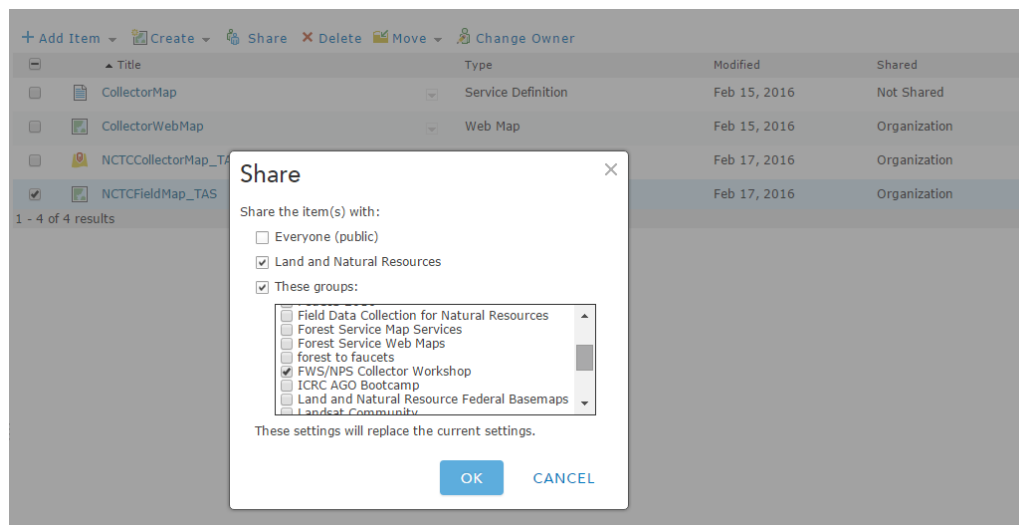 Add Item Create Share Delete Move Change Owner
Title Type Modified Shared
CollectorMap Service Definition Feb 15, 2016 Not Shared
CollectorWebMap Web Map Feb 15, 2016 Organization
NCTCCollectorMap_TA Feb 17, 2016 Organization
NCTCFieldMap_TAS Feb 17, 2016 Organization
1 - 4 of 4 results
Share
Share the item(s) with:
Everyone (public)
Land and Natural Resources
These groups:
Field Data Collection for Natural Resources
Forest Service Map Services
Forest Service Web Maps
forest to faucets
FWS/NPS Collector Workshop
ICRC AGO Bootcamp
Land and Natural Resource Federal Basemaps
Landsat Community
These settings will replace the current settings.
OK CANCEL